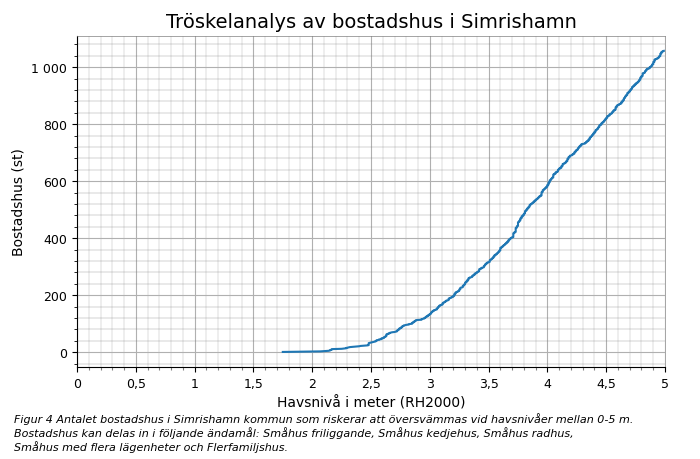 Tröskelanalys av bostadshus i Simrishamn
Bostadshus (st)
1 000
800
600
400
200
0
0 0,5 1 1,5 2 2,5 3 3,5 4 4,5 5
Havsnivå i meter (RH2000)
Figur 4 Antalet bostadshus i Simrishamn kommun som riskerar att översvämmas vid havsnivåer mellan 0-5 m.
Bostadshus kan delas in i följande ändamål: Småhus friliggande, Småhus kedjehus, Småhus radhus,
Småhus med flera lägenheter och Flerfamiljshus.